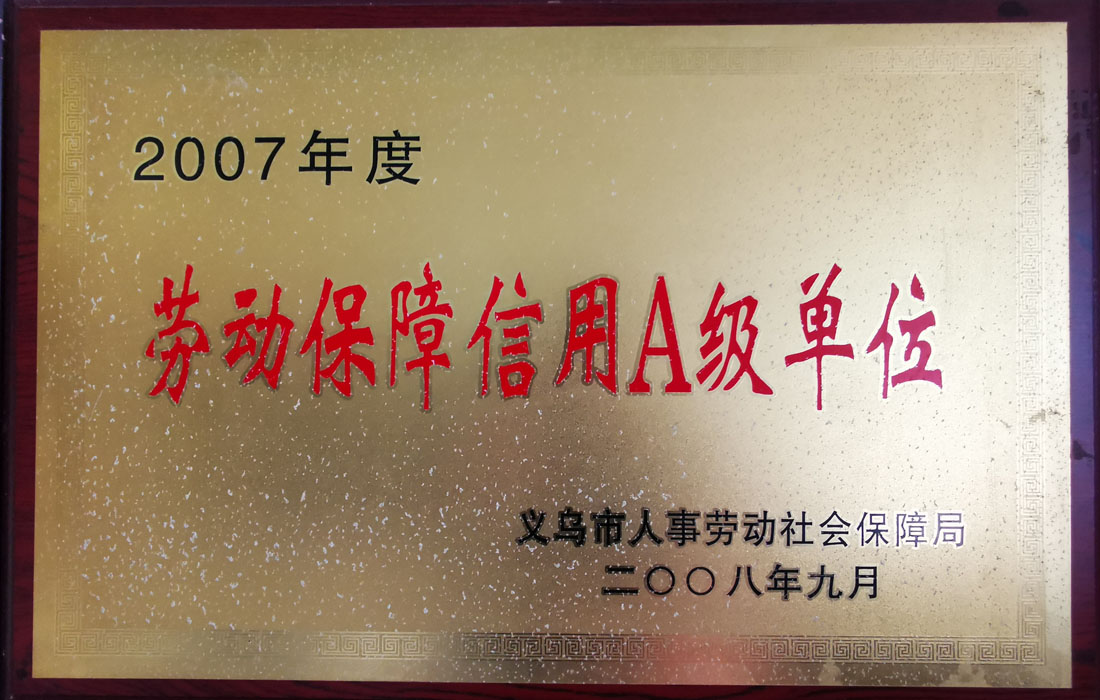 2007年度
劳动保障信用A级单位
义乌市人事劳动社会保障局
二〇〇八年九月